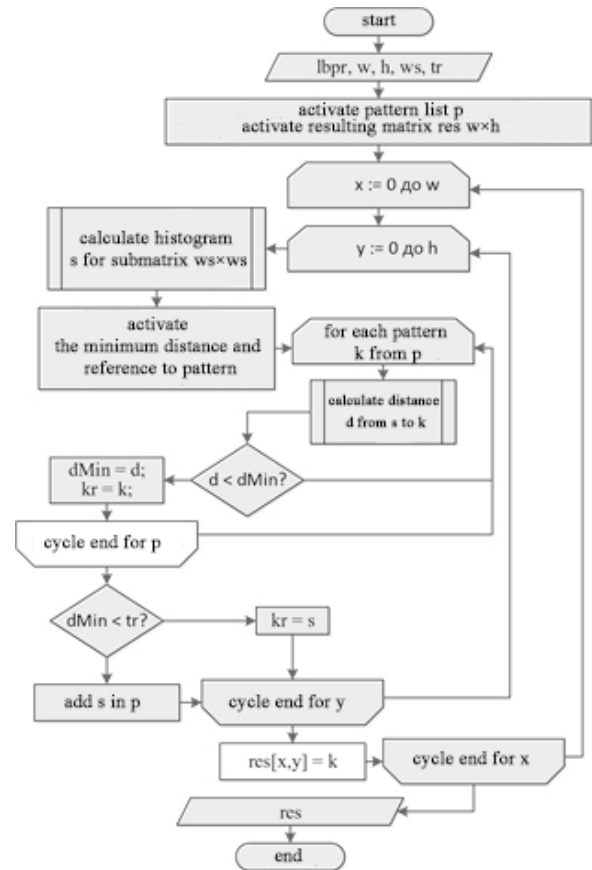 start
lbpr, w, h, ws, tr
activate pattern list p
activate resulting matrix res w×h
x := 0 до w
y := 0 до h
calculate histogram
s for submatrix ws×ws
activate
the minimum distance and
reference to pattern
for each pattern
k from p
calculate distance
d from s to k
d < dMin?
dMin = d;
kr = k;
cycle end for p
dMin < tr?
kr = s
add s in p
cycle end for y
res[x,y] = k
cycle end for x
res
end